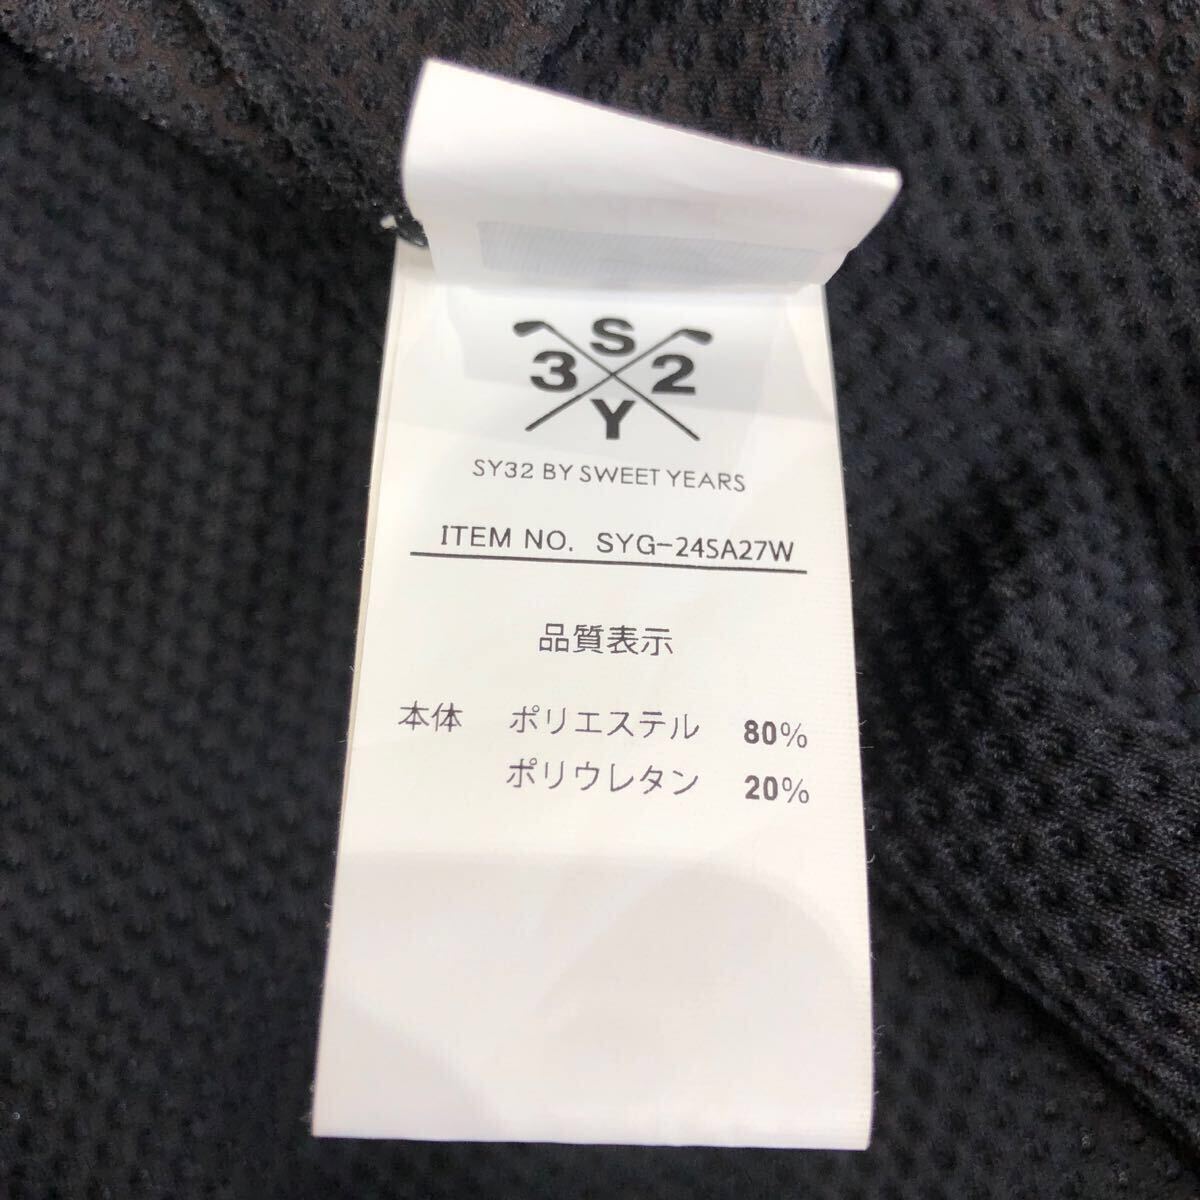 S
3 2
Y
SY32 BY SWEET YEARS
ITEM NO. SYG-24SA27W
品質表示
本体 ポリエステル 80%
ポリウレタン 20%